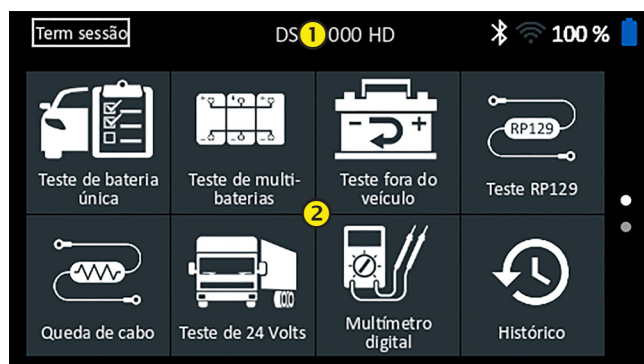 Term sessão
DS 1 000 HD
100 %
- +
RP129
Teste de bateria
única
Teste de multi-
baterias
Teste fora do
veículo
Teste RP129
2
Queda de cabo
Teste de 24 Volts
Multímetro
digital
Histórico